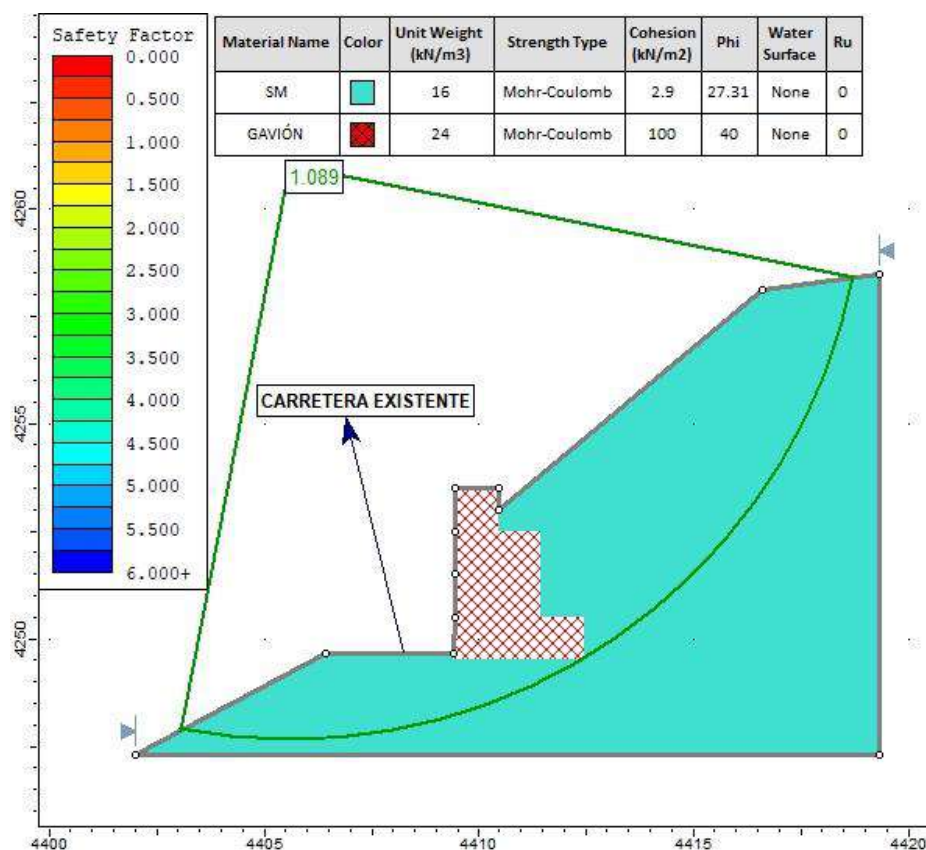 Safety Factor
0.000
0.500
1.000
1.500
2.000
2.500
3.000
3.500
4.000
4.500
5.000
5.500
6.000+
Material Name Color Unit Weight (kN/m3) Strength Type Cohesion (kN/m2) Phi Water Surface Ru
SM 16 Mohr-Coulomb 2.9 27.31 None 0
GAVIÓN 24 Mohr-Coulomb 100 40 None 0
1.089
CARRETERA EXISTENTE
4260
4255
4250
4400 4405 4410 4415 4420